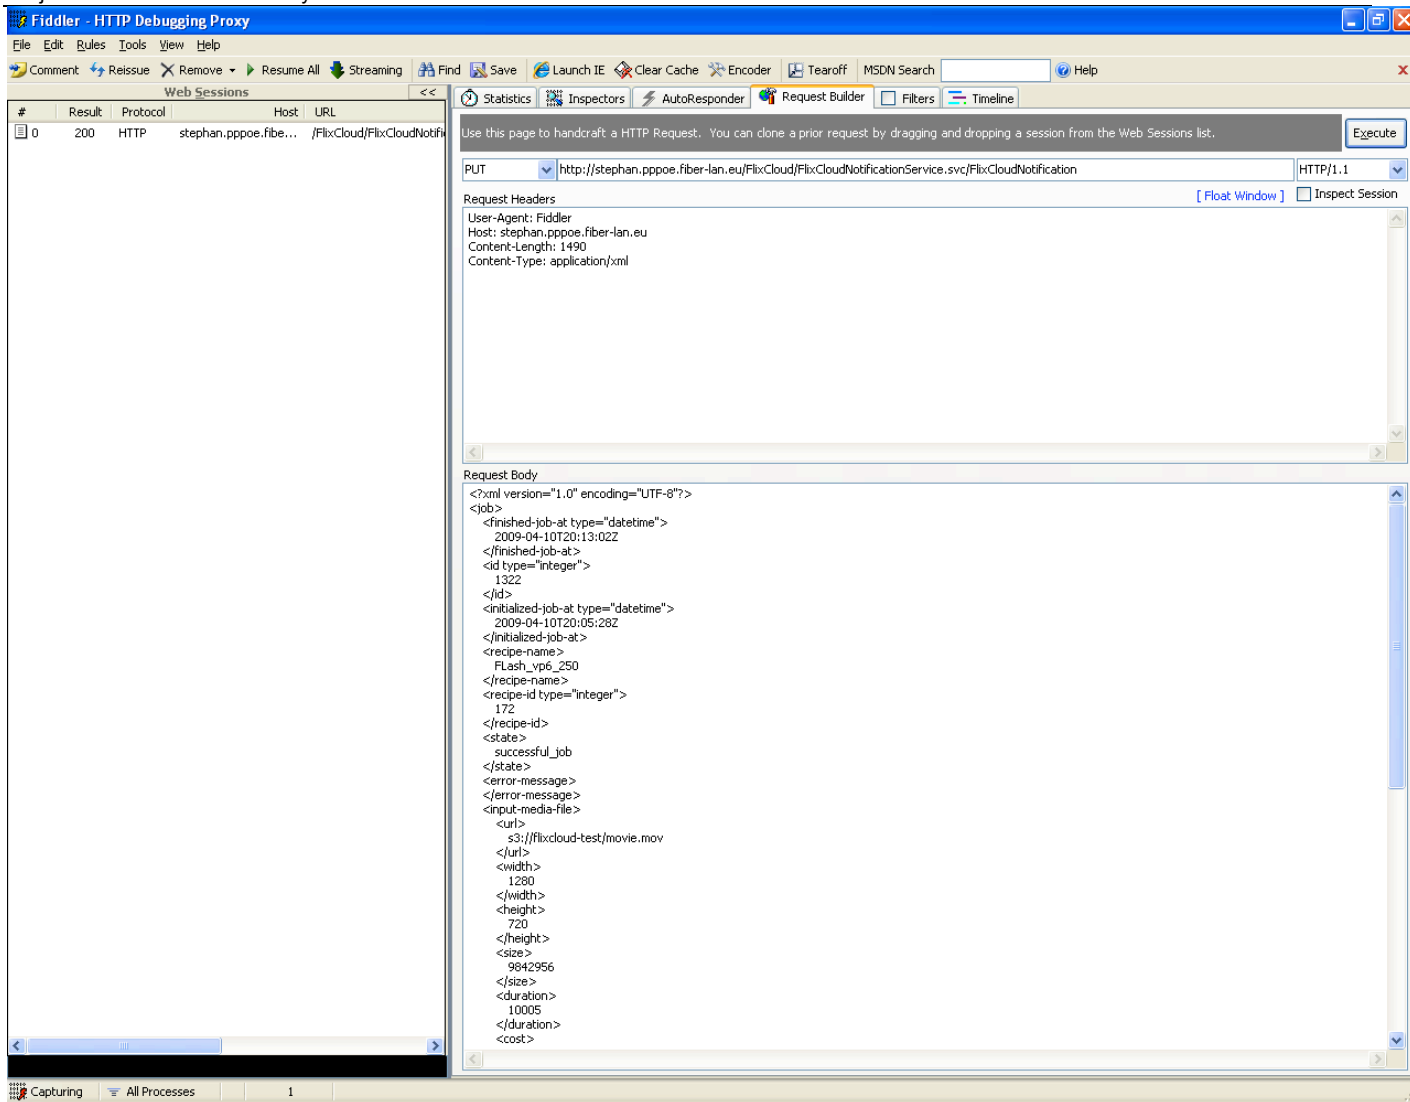 Fiddler - HTTP Debugging Proxy
File Edit Rules Tools View Help
Comment Reissue Remove Resume All Streaming Find Save Launch IE Clear Cache Encoder Tearoff MSDN Search Help
Web Sessions <<
# Result Protocol Host URL
0 200 HTTP stephan.pppoe.fibe... /FlixCloud/FlixCloudNotifi
Statistics Inspectors AutoResponder Request Builder Filters Timeline
Use this page to handcraft a HTTP Request. You can clone a prior request by dragging and dropping a session from the Web Sessions list.
Execute
PUT http://stephan.pppoe.fiber-lan.eu/FlixCloud/FlixCloudNotificationService.svc/FlixCloudNotification HTTP/1.1
Request Headers [ Float Window ] Inspect Session
User-Agent: Fiddler
Host: stephan.pppoe.fiber-lan.eu
Content-Length: 1490
Content-Type: application/xml
Request Body
<?xml version="1.0" encoding="UTF-8"?>
<job>
<finished-job-at type="datetime">
2009-04-10T20:13:02Z
</finished-job-at>
<id type="integer">
1322
</id>
<initialized-job-at type="datetime">
2009-04-10T20:05:28Z
</initialized-job-at>
<recipe-name>
FLash_vp6_250
</recipe-name>
<recipe-id type="integer">
172
</recipe-id>
<state>
successful_job
</state>
<error-message>
</error-message>
<input-media-file>
<url>
s3://flixcloud-test/movie.mov
</url>
<width>
1280
</width>
<height>
720
</height>
<size>
9842956
</size>
<duration>
10005
</duration>
<cost>
Capturing All Processes 1